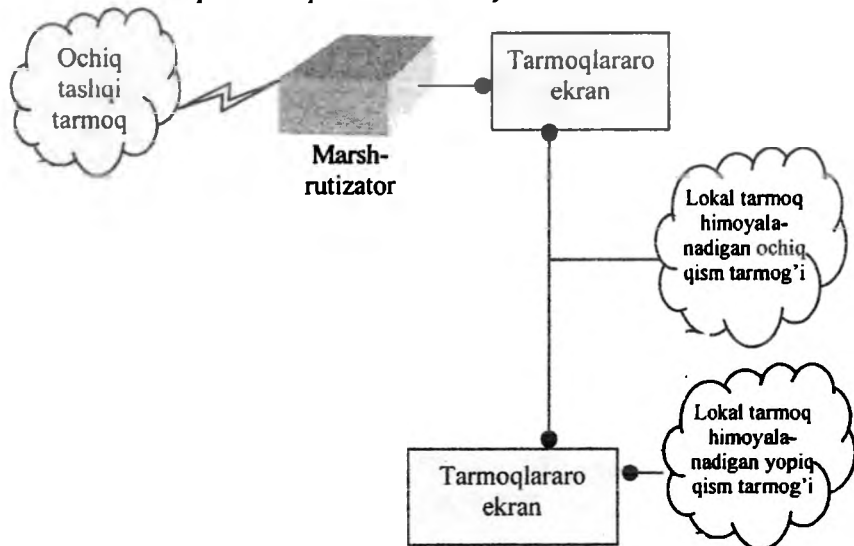 Ochiq
tashqi
tarmoq
Marsh-
rutizator
Tarmoqlararo
ekran
Lokal tarmoq
himoyala-
nadigan ochiq
qism tarmog'i
Tarmoqlararo
ekran
Lokal tarmoq
himoyala-
nadigan yopiq
qism tarmog'i